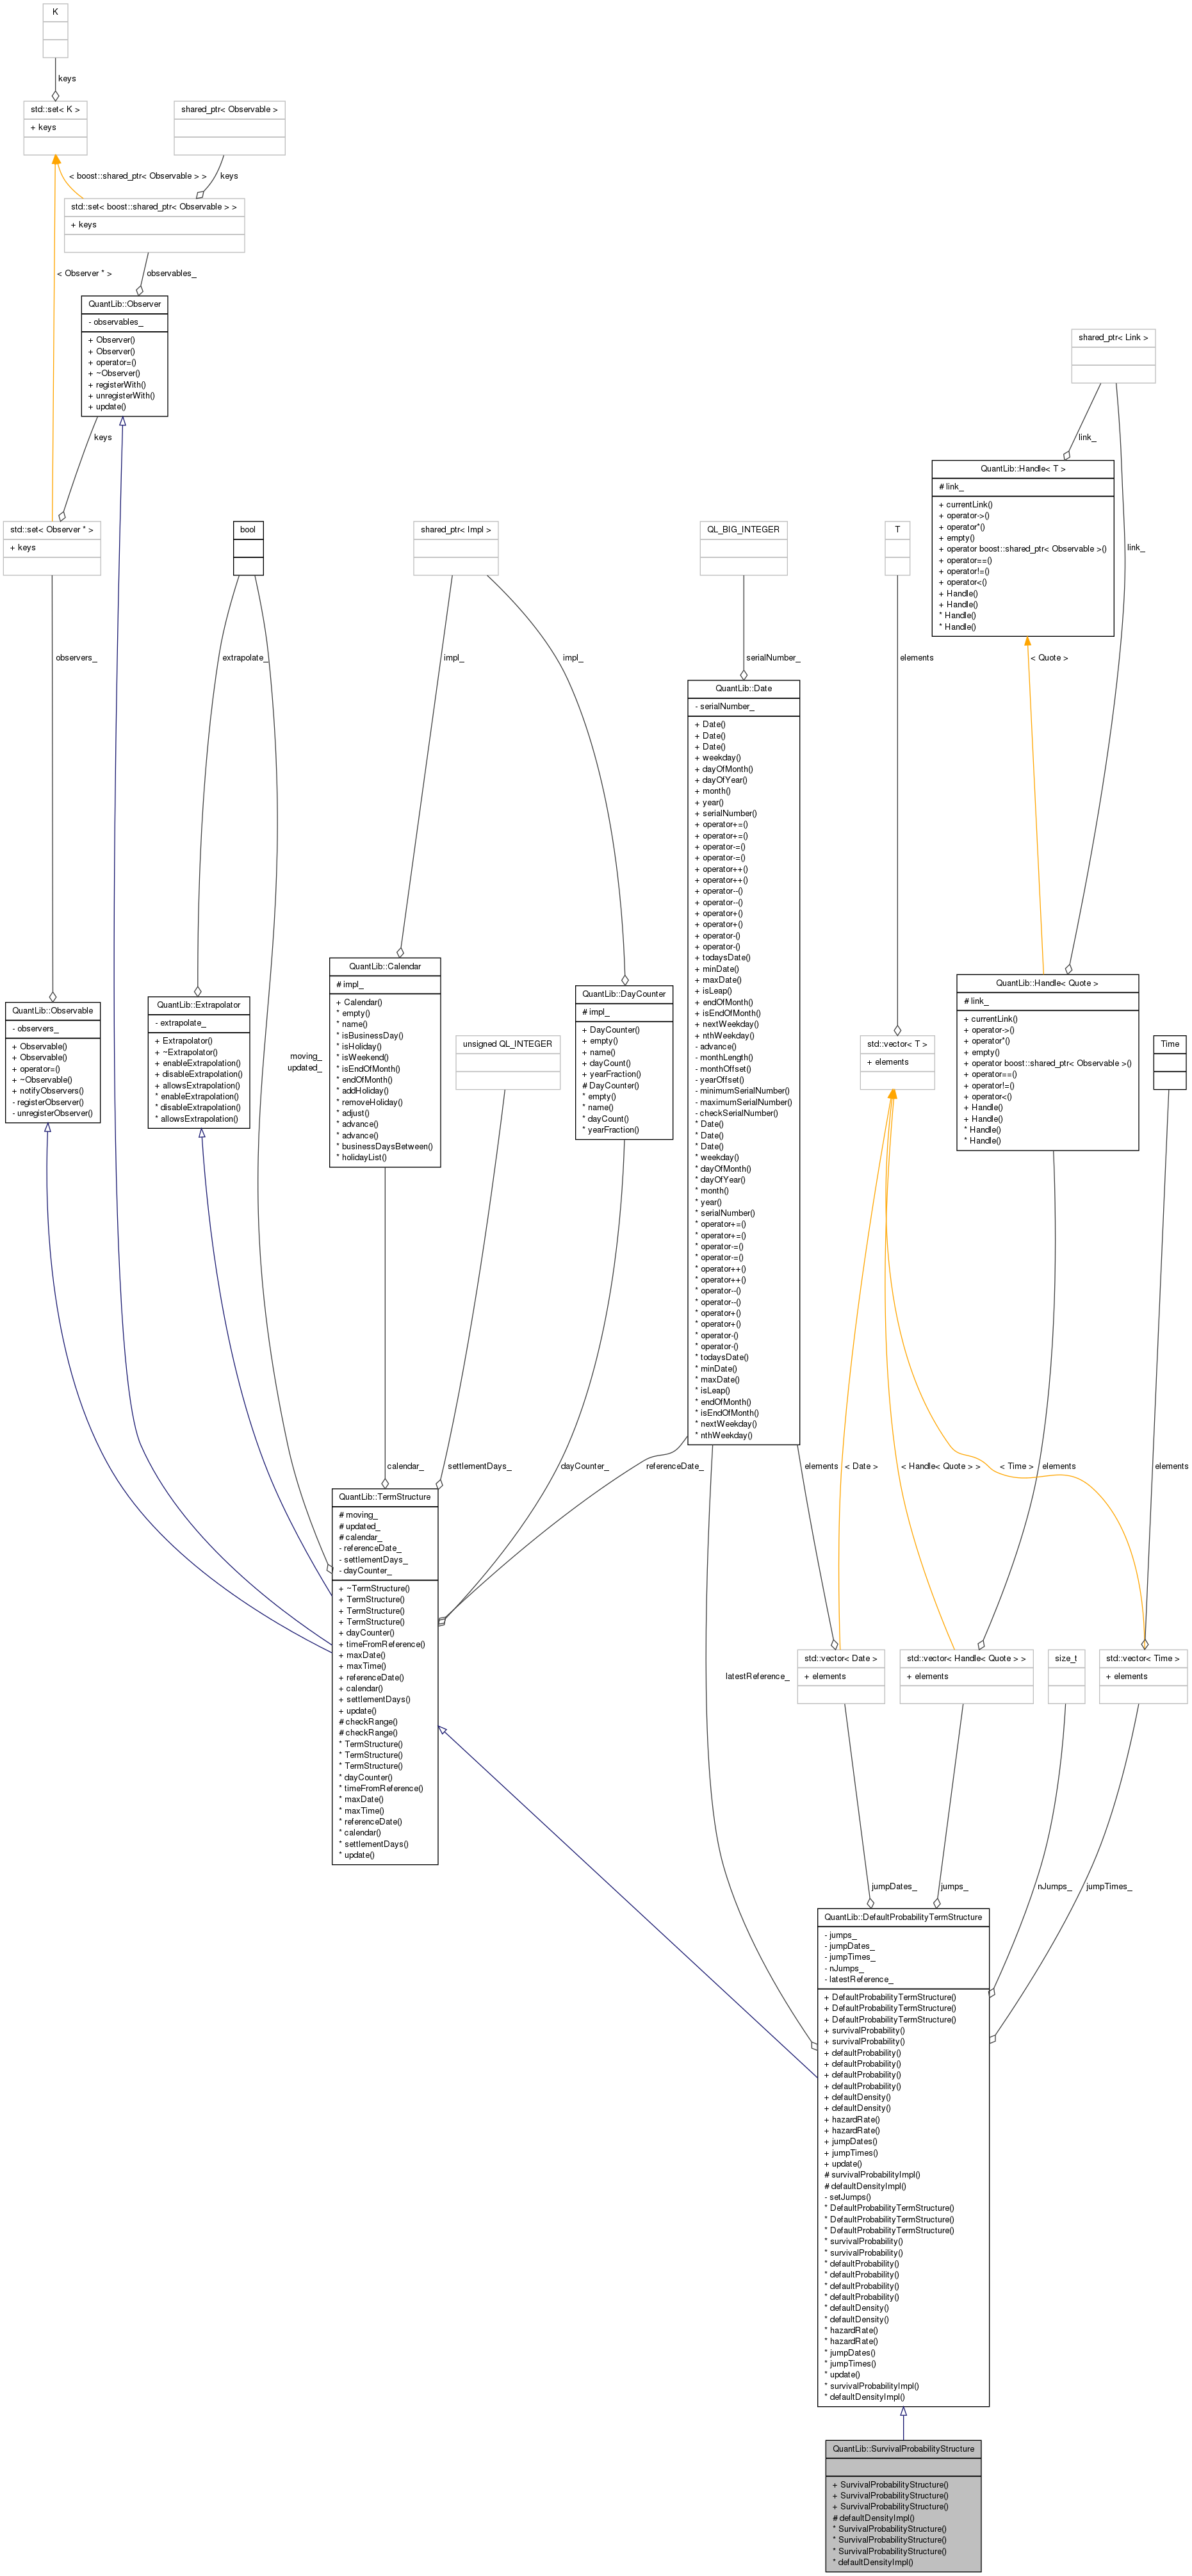 K
keys
std::set< K >
+ keys
shared_ptr< Observable >
< boost::shared_ptr< Observable > >
keys
std::set< boost::shared_ptr< Observable > >
+ keys
< Observer * >
observables_
QuantLib::Observer
- observables_
+ Observer()
+ Observer()
+ operator=()
+ ~Observer()
+ registerWith()
+ unregisterWith()
+ update()
keys
std::set< Observer * >
+ keys
observers_
QuantLib::Observable
- observers_
+ Observable()
+ Observable()
+ operator=()
+ ~Observable()
+ notifyObservers()
- registerObserver()
- unregisterObserver()
bool
extrapolate_
QuantLib::Extrapolator
- extrapolate_
+ Extrapolator()
+ ~Extrapolator()
+ enableExtrapolation()
+ disableExtrapolation()
+ allowsExtrapolation()
* enableExtrapolation()
* disableExtrapolation()
* allowsExtrapolation()
moving_
updated_
shared_ptr< Impl >
impl_
impl_
QuantLib::Calendar
# impl_
+ Calendar()
* empty()
* name()
* isBusinessDay()
* isHoliday()
* isWeekend()
* isEndOfMonth()
* endOfMonth()
* addHoliday()
* removeHoliday()
* adjust()
* advance()
* advance()
* businessDaysBetween()
* holidayList()
unsigned QL_INTEGER
QuantLib::DayCounter
# impl_
+ DayCounter()
+ empty()
+ name()
+ dayCount()
+ yearFraction()
# DayCounter()
* empty()
* name()
* dayCount()
* yearFraction()
QL_BIG_INTEGER
serialNumber_
QuantLib::Date
- serialNumber_
+ Date()
+ Date()
+ Date()
+ weekday()
+ dayOfMonth()
+ dayOfYear()
+ month()
+ year()
+ serialNumber()
+ operator+=()
+ operator+=()
+ operator-=()
+ operator-=()
+ operator++()
+ operator++()
+ operator--()
+ operator--()
+ operator+()
+ operator+()
+ operator-()
+ operator-()
+ todaysDate()
+ minDate()
+ maxDate()
+ isLeap()
+ endOfMonth()
+ isEndOfMonth()
+ nextWeekday()
+ nthWeekday()
- advance()
- monthLength()
- monthOffset()
- yearOffset()
- minimumSerialNumber()
- maximumSerialNumber()
- checkSerialNumber()
* Date()
* Date()
* Date()
* weekday()
* dayOfMonth()
* dayOfYear()
* month()
* year()
* serialNumber()
* operator+=()
* operator+=()
* operator-=()
* operator-=()
* operator++()
* operator++()
* operator--()
* operator--()
* operator+()
* operator+()
* operator-()
* operator-()
* todaysDate()
* minDate()
* maxDate()
* isLeap()
* endOfMonth()
* isEndOfMonth()
* nextWeekday()
* nthWeekday()
shared_ptr< Link >
link_
link_
QuantLib::Handle< T >
# link_
+ currentLink()
+ operator->()
+ operator*()
+ empty()
+ operator boost::shared_ptr< Observable >()
+ operator==()
+ operator!=()
+ operator<()
+ Handle()
+ Handle()
* Handle()
* Handle()
< Quote >
T
elements
std::vector< T >
+ elements
QuantLib::Handle< Quote >
# link_
+ currentLink()
+ operator->()
+ operator*()
+ empty()
+ operator boost::shared_ptr< Observable >()
+ operator==()
+ operator!=()
+ operator<()
+ Handle()
+ Handle()
* Handle()
* Handle()
Time
calendar_
settlementDays_
dayCounter_
referenceDate_
elements
< Date >
< Handle< Quote > >
< Time >
elements
elements
QuantLib::TermStructure
# moving_
# updated_
# calendar_
- referenceDate_
- settlementDays_
- dayCounter_
+ ~TermStructure()
+ TermStructure()
+ TermStructure()
+ TermStructure()
+ dayCounter()
+ timeFromReference()
+ maxDate()
+ maxTime()
+ referenceDate()
+ calendar()
+ settlementDays()
+ update()
# checkRange()
# checkRange()
* TermStructure()
* TermStructure()
* TermStructure()
* dayCounter()
* timeFromReference()
* maxDate()
* maxTime()
* referenceDate()
* calendar()
* settlementDays()
* update()
latestReference_
std::vector< Date >
+ elements
std::vector< Handle< Quote > >
+ elements
size_t
std::vector< Time >
+ elements
jumpDates_
jumps_
nJumps_
jumpTimes_
QuantLib::DefaultProbabilityTermStructure
- jumps_
- jumpDates_
- jumpTimes_
- nJumps_
- latestReference_
+ DefaultProbabilityTermStructure()
+ DefaultProbabilityTermStructure()
+ DefaultProbabilityTermStructure()
+ survivalProbability()
+ survivalProbability()
+ defaultProbability()
+ defaultProbability()
+ defaultProbability()
+ defaultProbability()
+ defaultDensity()
+ defaultDensity()
+ hazardRate()
+ hazardRate()
+ jumpDates()
+ jumpTimes()
+ update()
# survivalProbabilityImpl()
# defaultDensityImpl()
- setJumps()
* DefaultProbabilityTermStructure()
* DefaultProbabilityTermStructure()
* DefaultProbabilityTermStructure()
* survivalProbability()
* survivalProbability()
* defaultProbability()
* defaultProbability()
* defaultProbability()
* defaultProbability()
* defaultDensity()
* defaultDensity()
* hazardRate()
* hazardRate()
* jumpDates()
* jumpTimes()
* update()
* survivalProbabilityImpl()
* defaultDensityImpl()
QuantLib::SurvivalProbabilityStructure
+ SurvivalProbabilityStructure()
+ SurvivalProbabilityStructure()
+ SurvivalProbabilityStructure()
# defaultDensityImpl()
* SurvivalProbabilityStructure()
* SurvivalProbabilityStructure()
* SurvivalProbabilityStructure()
* defaultDensityImpl()